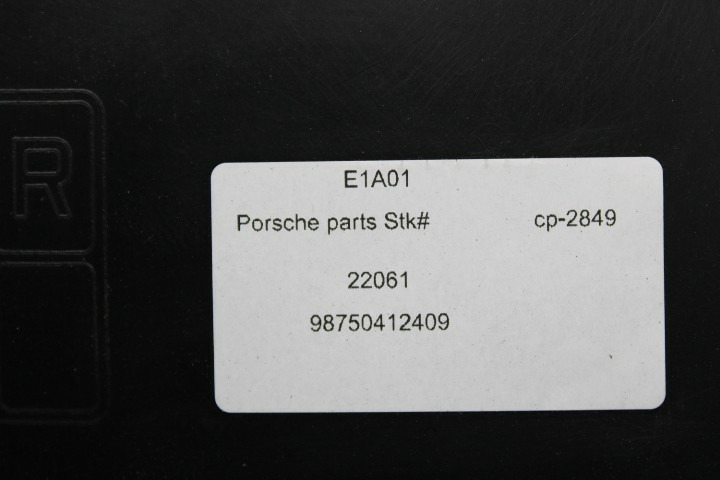 R
E1A01
Porsche parts Stk# cp-2849
22061
98750412409